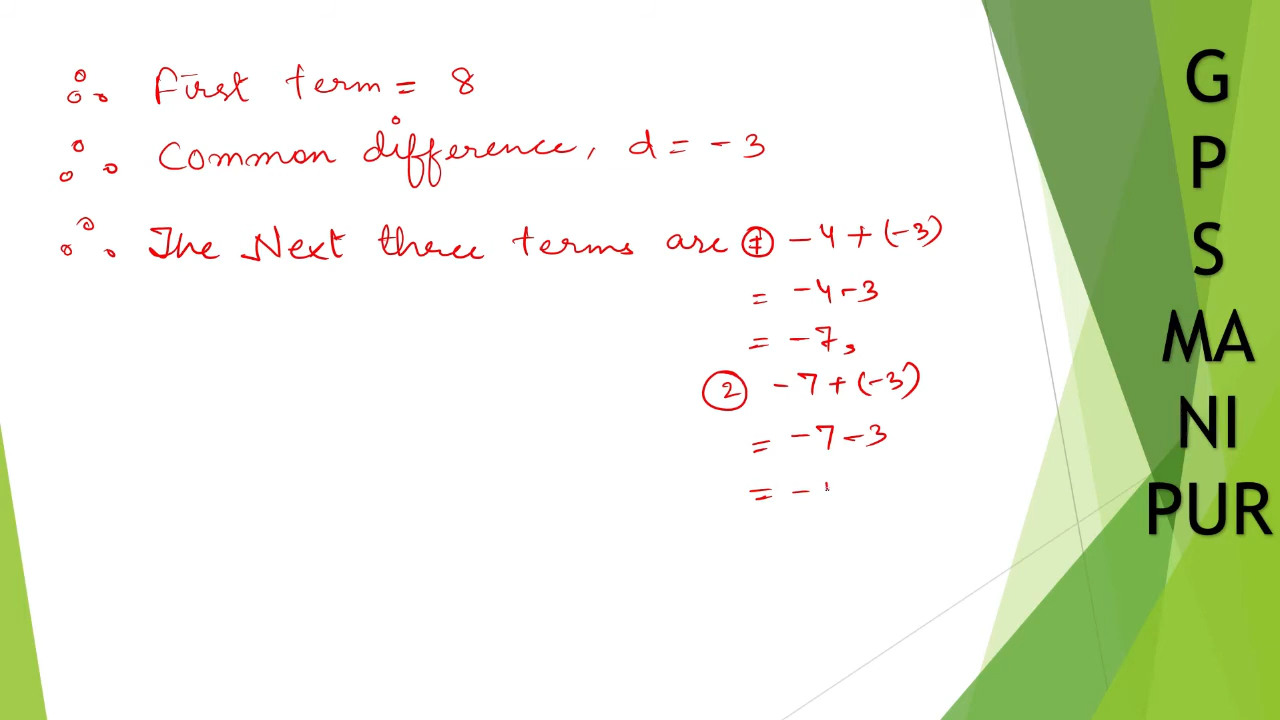 ∴ First term = 8
∴ Common difference, d = -3
∴ The Next three terms are ① -4+(-3)
= -4-3
= -7,
② -7+(-3)
= -7-3
= -1
G
P
S
MA
NI
PUR